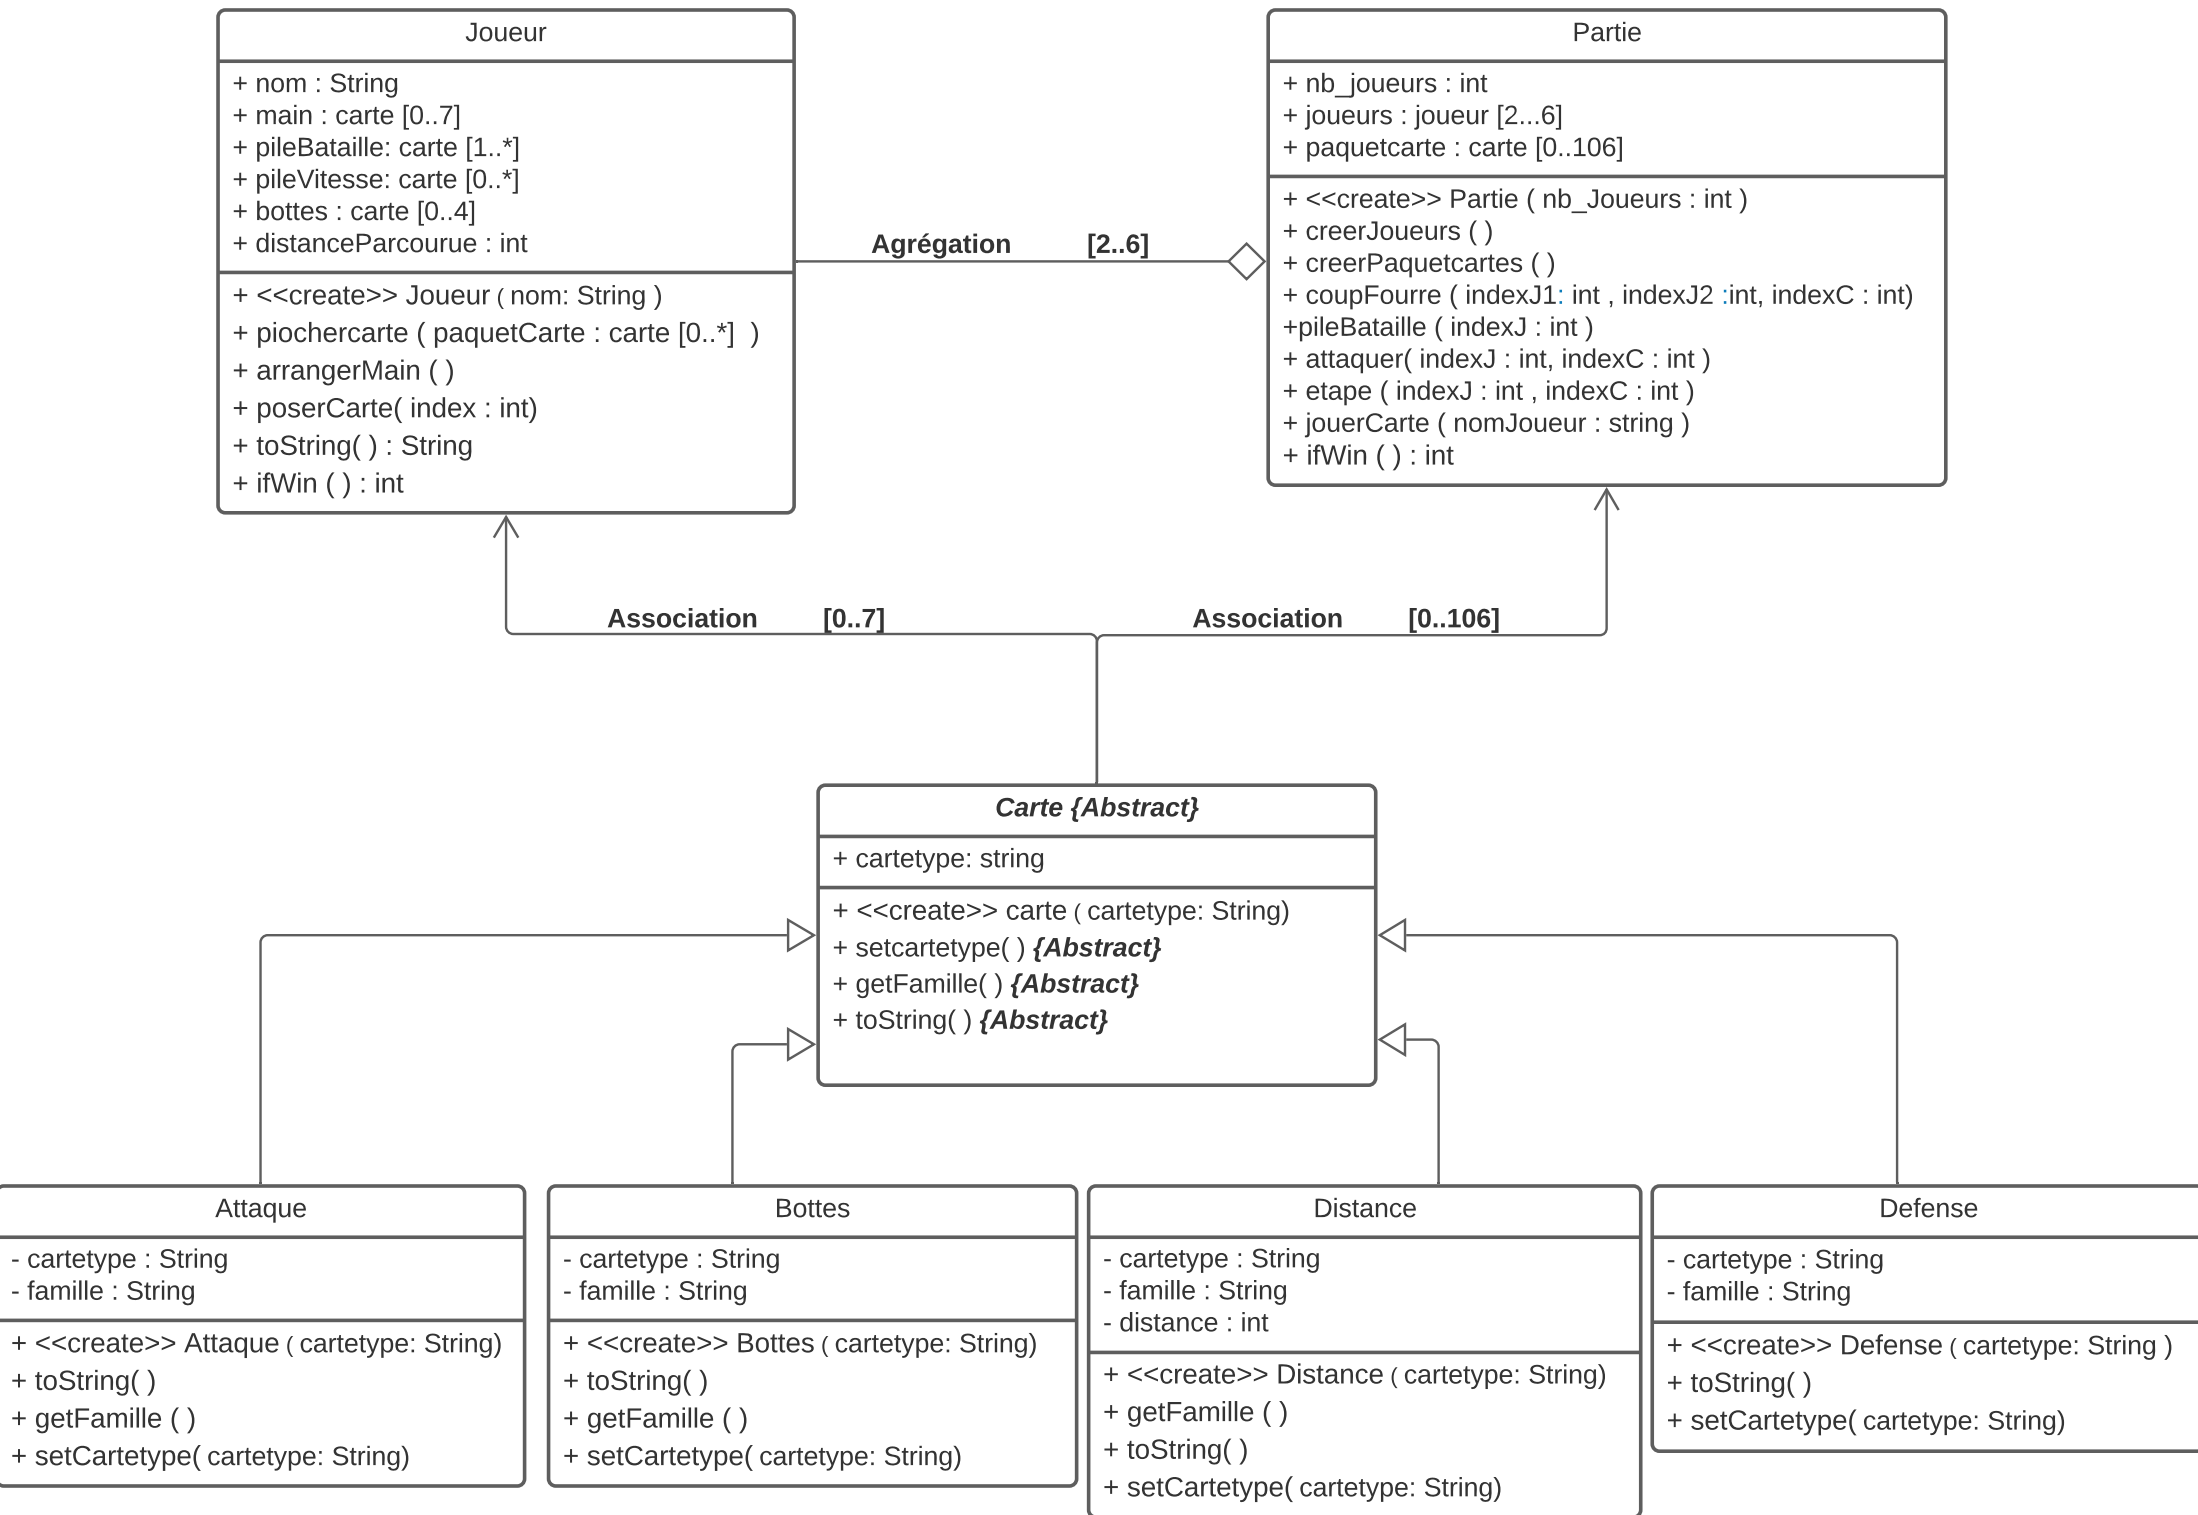 Joueur
+ nom : String
+ main : carte [0..7]
+ pileBataille: carte [1..*]
+ pileVitesse: carte [0..*]
+ bottes : carte [0..4]
+ distanceParcourue : int
+ <<create>> Joueur ( nom: String )
+ piochercarte ( paquetCarte : carte [0..*]  )
+ arrangerMain ( )
+ poserCarte( index : int)
+ toString( ) : String
+ ifWin ( ) : int
Agrégation [2..6]
Partie
+ nb_joueurs : int
+ joueurs : joueur [2...6]
+ paquetcarte : carte [0..106]
+ <<create>> Partie ( nb_Joueurs : int )
+ creerJoueurs ( )
+ creerPaquetcartes ( )
+ coupFourre ( indexJ1: int , indexJ2 :int, indexC : int)
+pileBataille ( indexJ : int )
+ attaquer( indexJ : int, indexC : int )
+ etape ( indexJ : int , indexC : int )
+ jouerCarte ( nomJoueur : string )
+ ifWin ( ) : int
Association [0..7]
Association [0..106]
Carte {Abstract}
+ cartetype: string
+ <<create>> carte ( cartetype: String)
+ setcartetype( ) {Abstract}
+ getFamille( ) {Abstract}
+ toString( ) {Abstract}
Attaque
- cartetype : String
- famille : String
+ <<create>> Attaque ( cartetype: String)
+ toString( )
+ getFamille ( )
+ setCartetype( cartetype: String)
Bottes
- cartetype : String
- famille : String
+ <<create>> Bottes ( cartetype: String)
+ toString( )
+ getFamille ( )
+ setCartetype( cartetype: String)
Distance
- cartetype : String
- famille : String
- distance : int
+ <<create>> Distance ( cartetype: String)
+ getFamille ( )
+ toString( )
+ setCartetype( cartetype: String)
Defense
- cartetype : String
- famille : String
+ <<create>> Defense ( cartetype: String )
+ toString( )
+ setCartetype( cartetype: String)